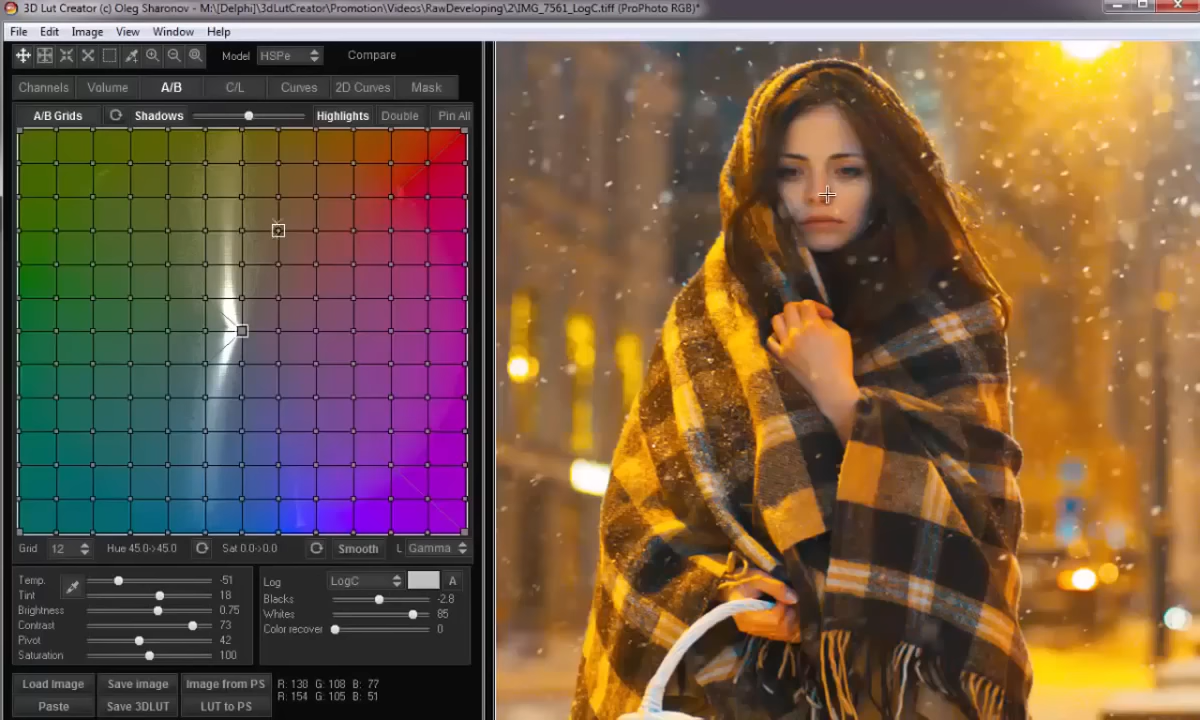 3D Lut Creator (c) Oleg Sharonov - M:\[Delphi]\3dLutCreator\Promotion\Videos\RawDeveloping\2\IMG_7561_LogC.tiff (ProPhoto RGB)*
File Edit Image View Window Help
Model HSPe Compare
Channels Volume A/B C/L Curves 2D Curves Mask
A/B Grids Shadows Highlights Double Pin All
Grid 12 Hue 45.0->45.0 Sat 0.0->0.0 Smooth L Gamma
Temp. -51
Tint 18
Brightness 0.75
Contrast 73
Pivot 42
Saturation 100
Log LogC A
Blacks -2.8
Whites 85
Color recover 0
Load Image Save image Image from PS
Paste Save 3DLUT LUT to PS
R: 130 G: 108 B: 77
R: 154 G: 105 B: 51